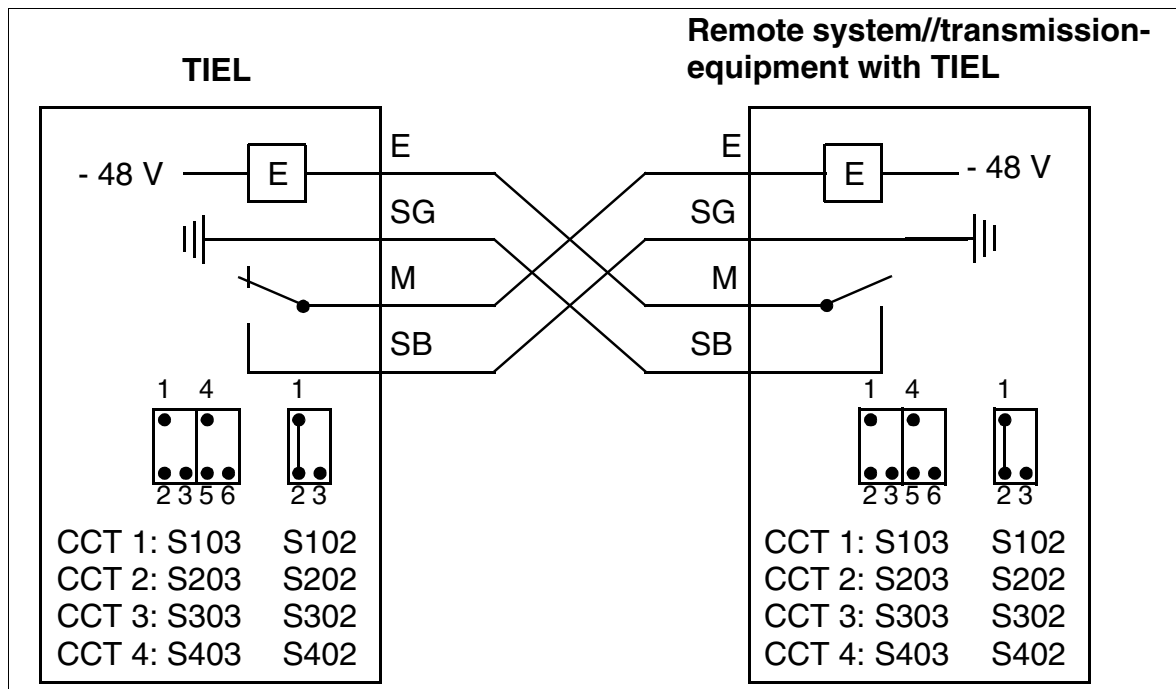 TIEL
Remote system//transmission-
equipment with TIEL
- 48 V E E E E - 48 V
SG SG
M M
SB SB
1 4 1 1 4 1
2 3 5 6 2 3 2 3 5 6 2 3
CCT 1: S103 S102 CCT 1: S103 S102
CCT 2: S203 S202 CCT 2: S203 S202
CCT 3: S303 S302 CCT 3: S303 S302
CCT 4: S403 S402 CCT 4: S403 S402